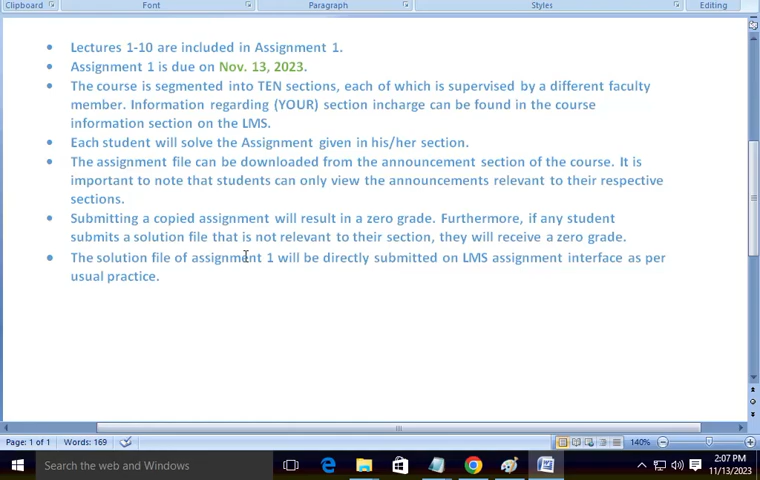 Clipboard
Font
Paragraph
Styles
Editing
• Lectures 1-10 are included in Assignment 1.
• Assignment 1 is due on Nov. 13, 2023.
• The course is segmented into TEN sections, each of which is supervised by a different faculty
member. Information regarding (YOUR) section incharge can be found in the course
information section on the LMS.
• Each student will solve the Assignment given in his/her section.
• The assignment file can be downloaded from the announcement section of the course. It is
important to note that students can only view the announcements relevant to their respective
sections.
• Submitting a copied assignment will result in a zero grade. Furthermore, if any student
submits a solution file that is not relevant to their section, they will receive a zero grade.
• The solution file of assignment 1 will be directly submitted on LMS assignment interface as per
usual practice.
Page: 1 of 1
Words: 169
140%
Search the web and Windows
2:07 PM
11/13/2023